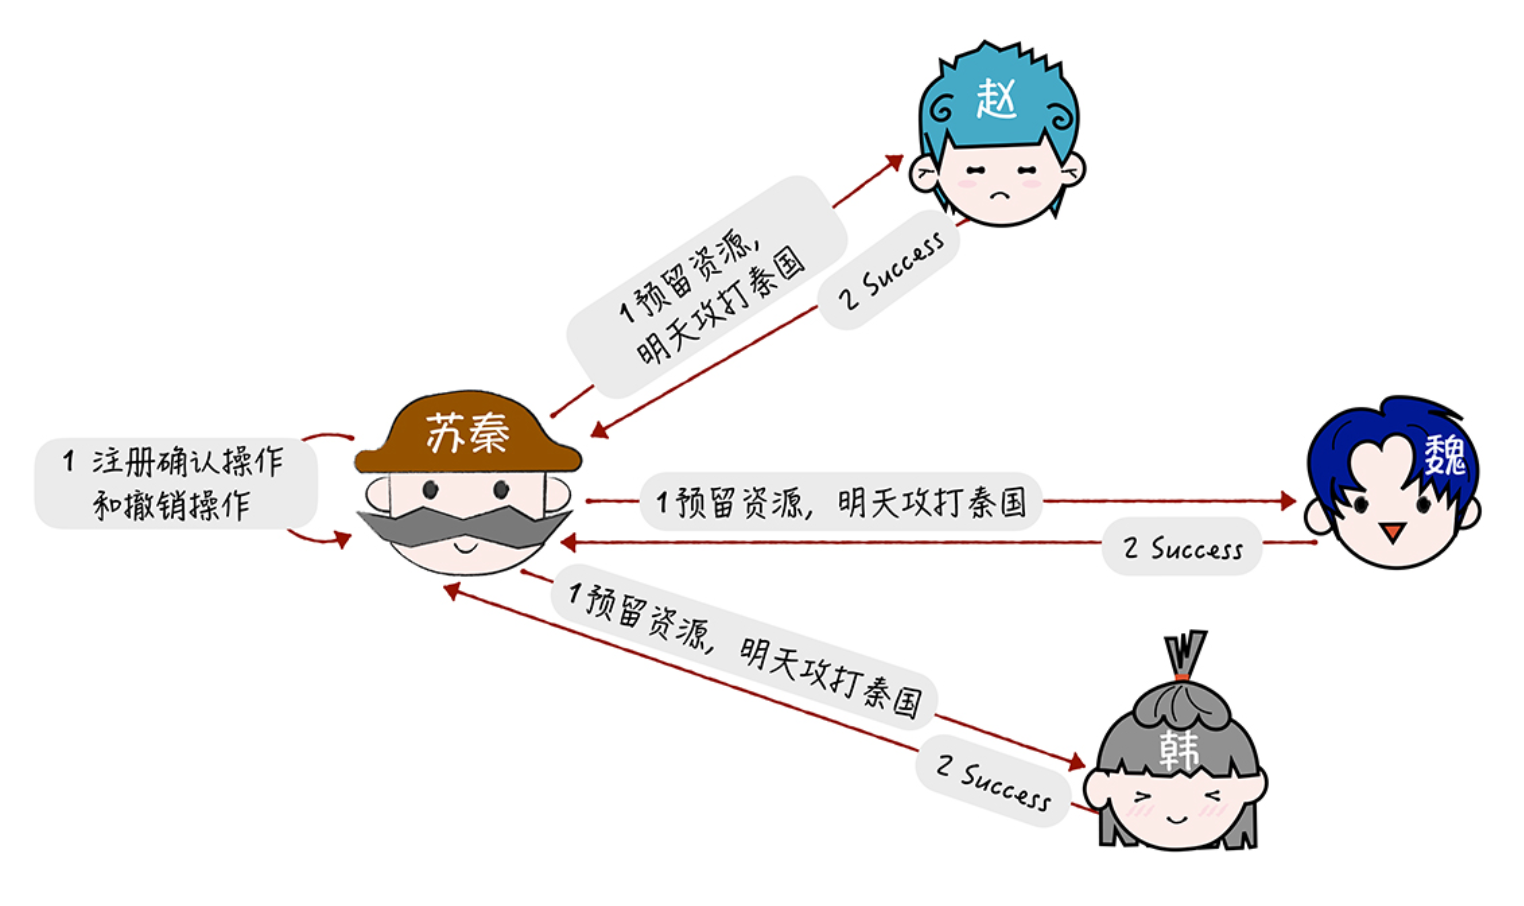 赵
1 预留资源,
明天攻打秦国
2 Success
苏秦
1 注册确认操作
和撤销操作
1 预留资源, 明天攻打秦国
魏
2 Success
1 预留资源, 明天攻打秦国
韩
2 Success